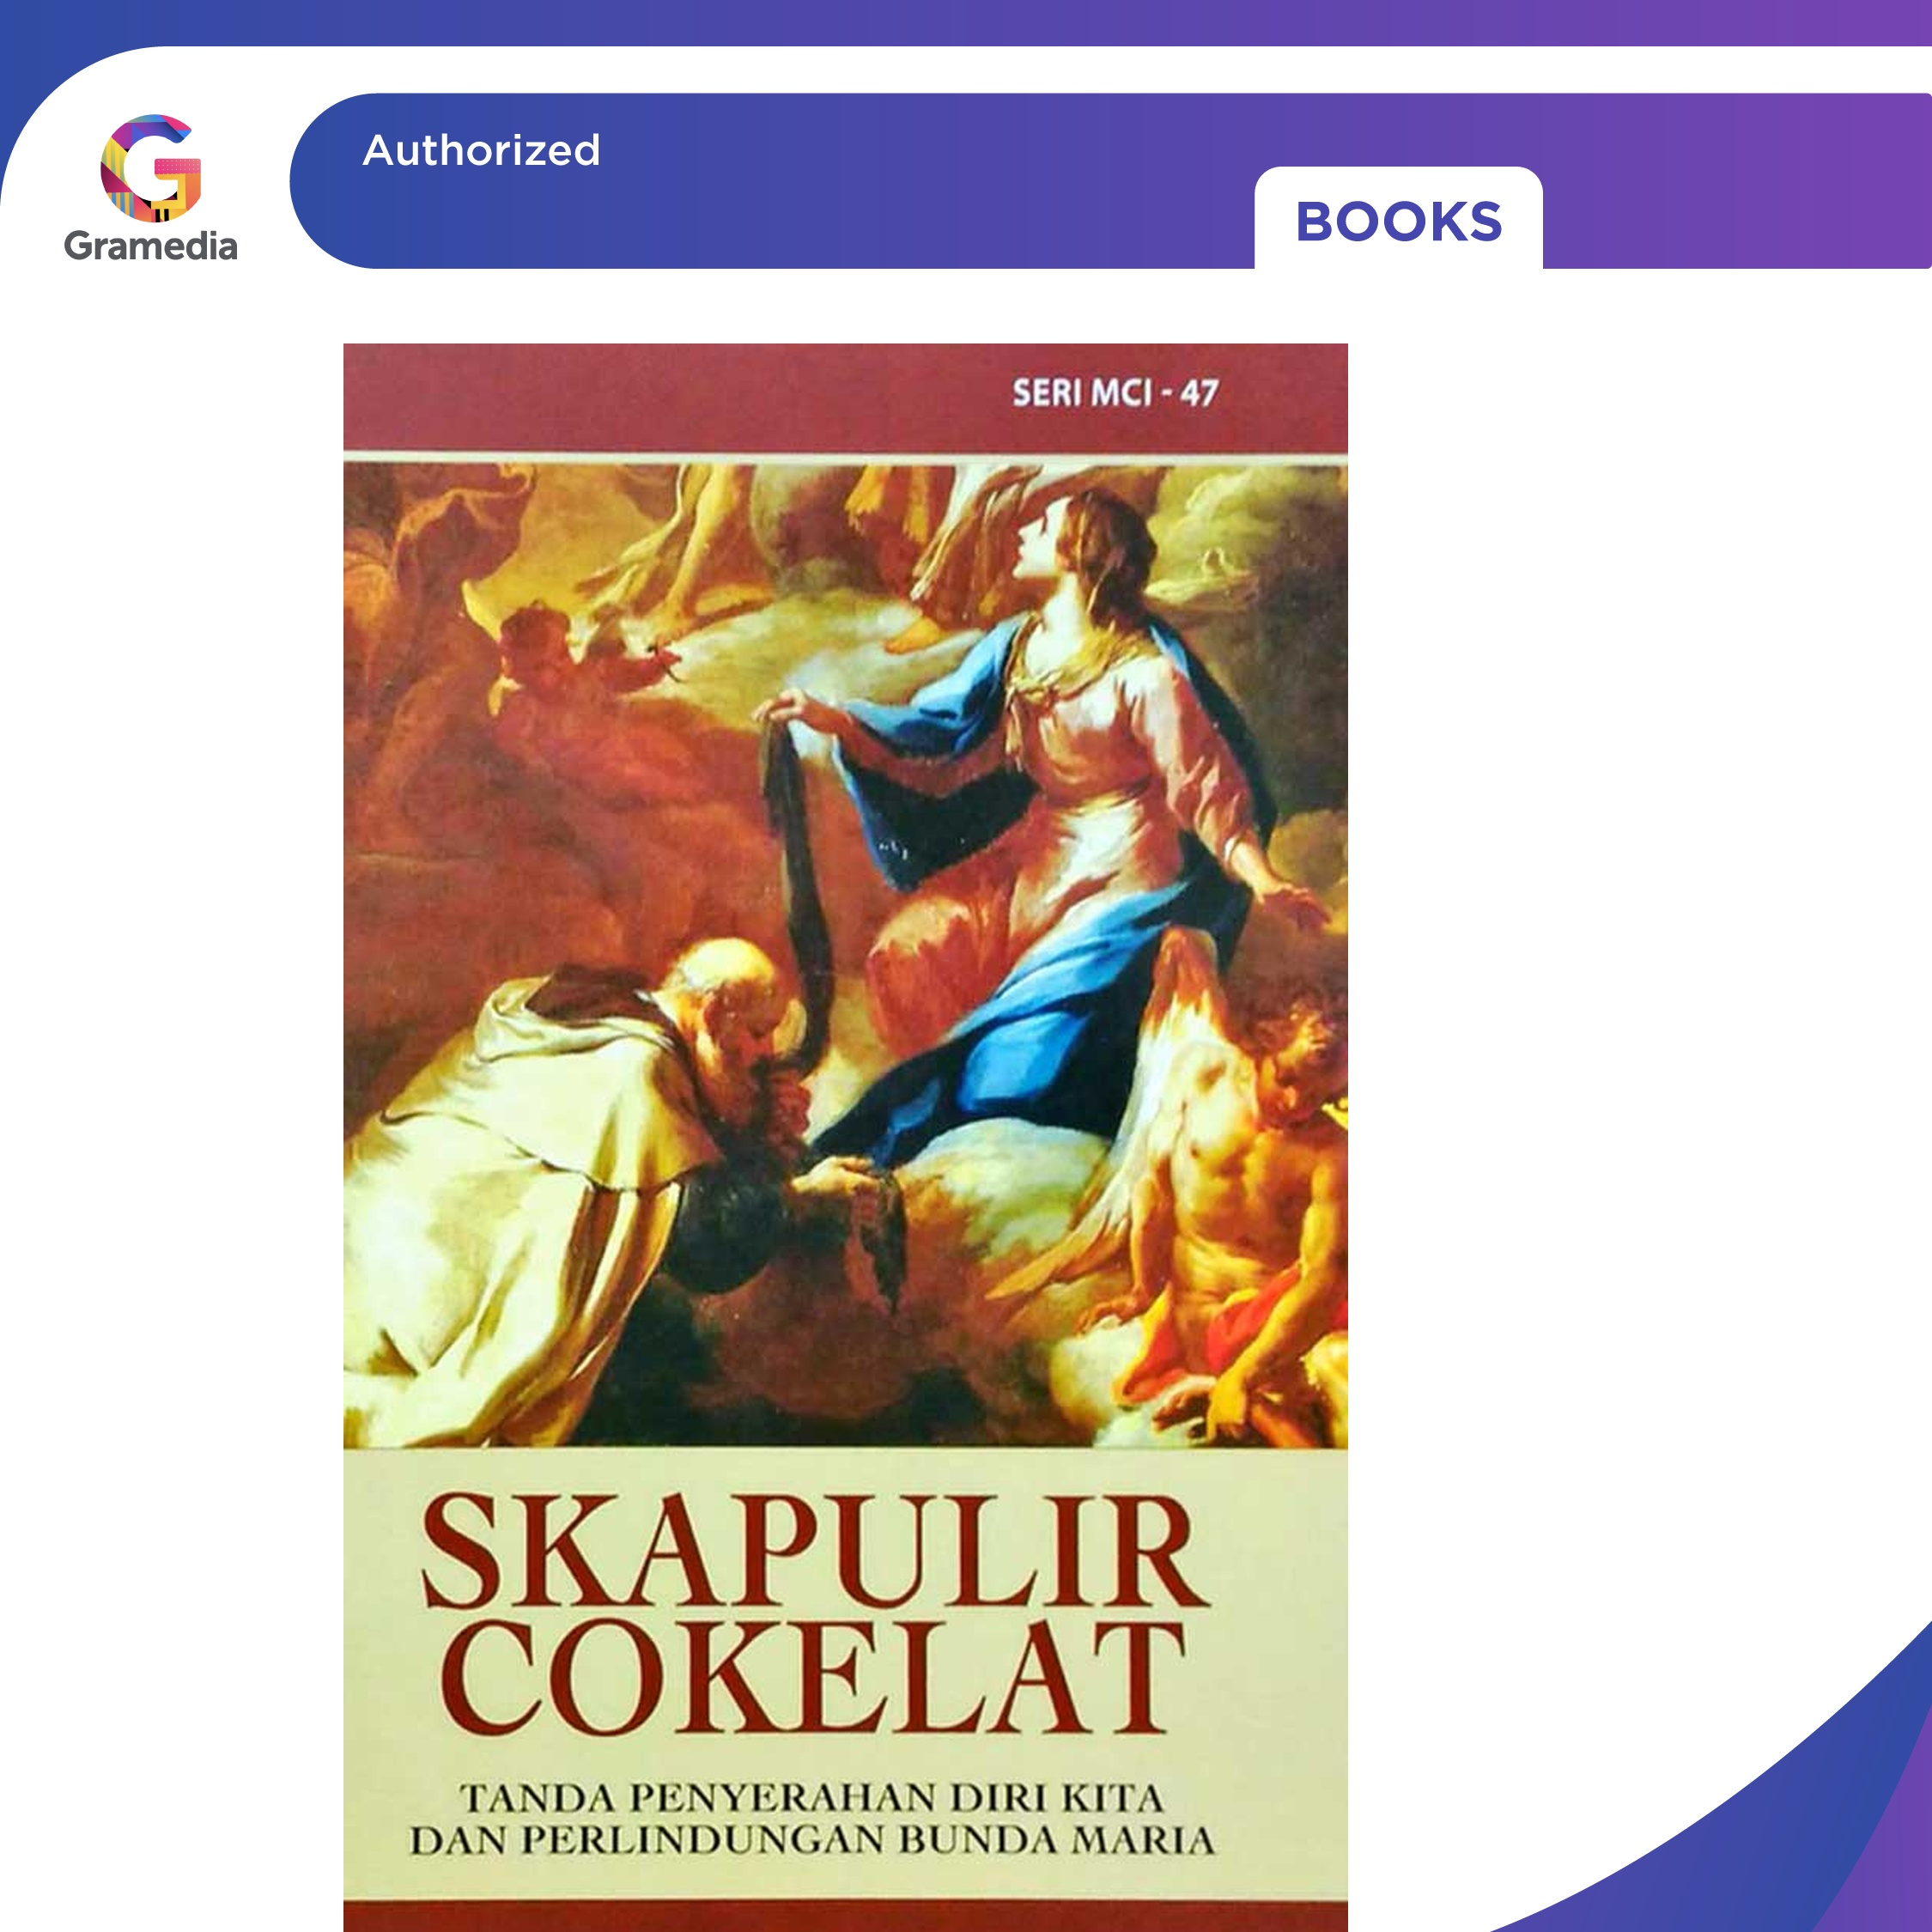 Gramedia
Authorized
BOOKS
SERI MCI - 47
SKAPULIR
COKELAT
TANDA PENYERAHAN DIRI KITA
DAN PERLINDUNGAN BUNDA MARIA